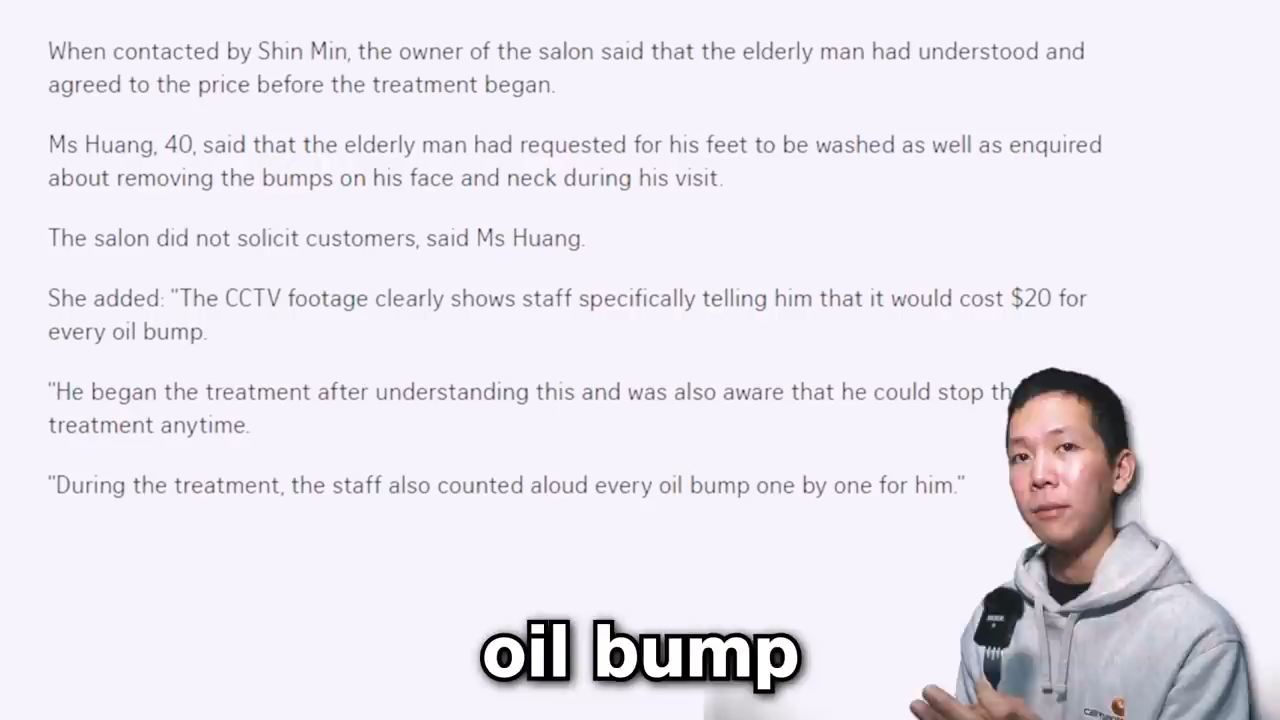 When contacted by Shin Min, the owner of the salon said that the elderly man had understood and
agreed to the price before the treatment began.
Ms Huang, 40, said that the elderly man had requested for his feet to be washed as well as enquired
about removing the bumps on his face and neck during his visit.
The salon did not solicit customers, said Ms Huang.
She added: "The CCTV footage clearly shows staff specifically telling him that it would cost $20 for
every oil bump.
"He began the treatment after understanding this and was also aware that he could stop th
treatment anytime.
"During the treatment, the staff also counted aloud every oil bump one by one for him."
oil bump